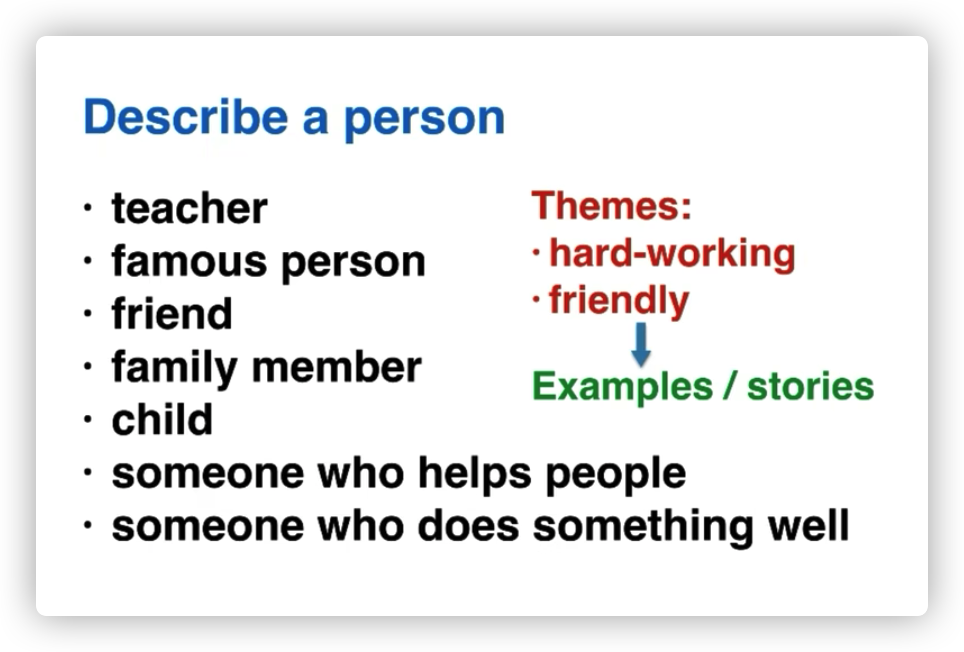 Describe a person
· teacher
· famous person
· friend
· family member
· child
· someone who helps people
· someone who does something well
Themes:
· hard-working
· friendly
Examples / stories